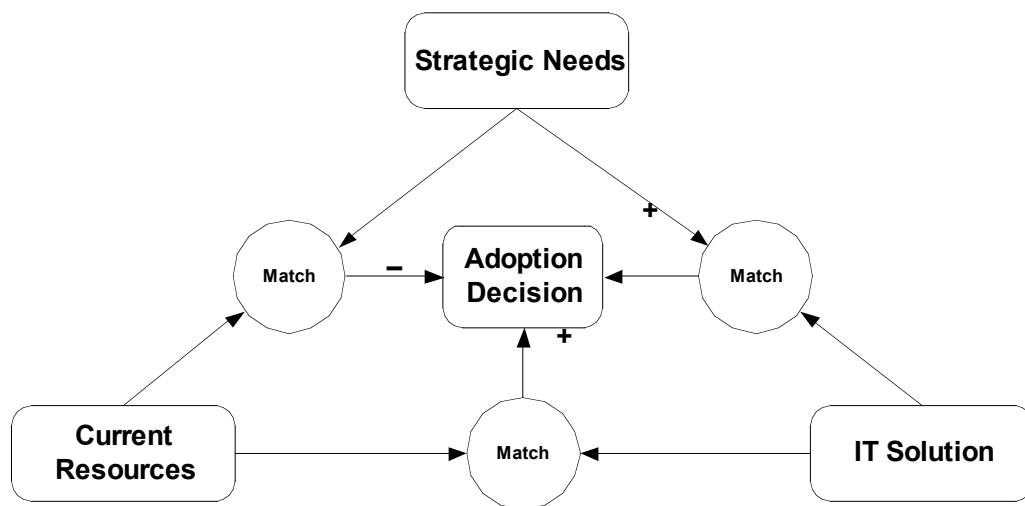 Strategic Needs
+
Match
–
Adoption
Decision
Match
+
Current
Resources
Match
IT Solution